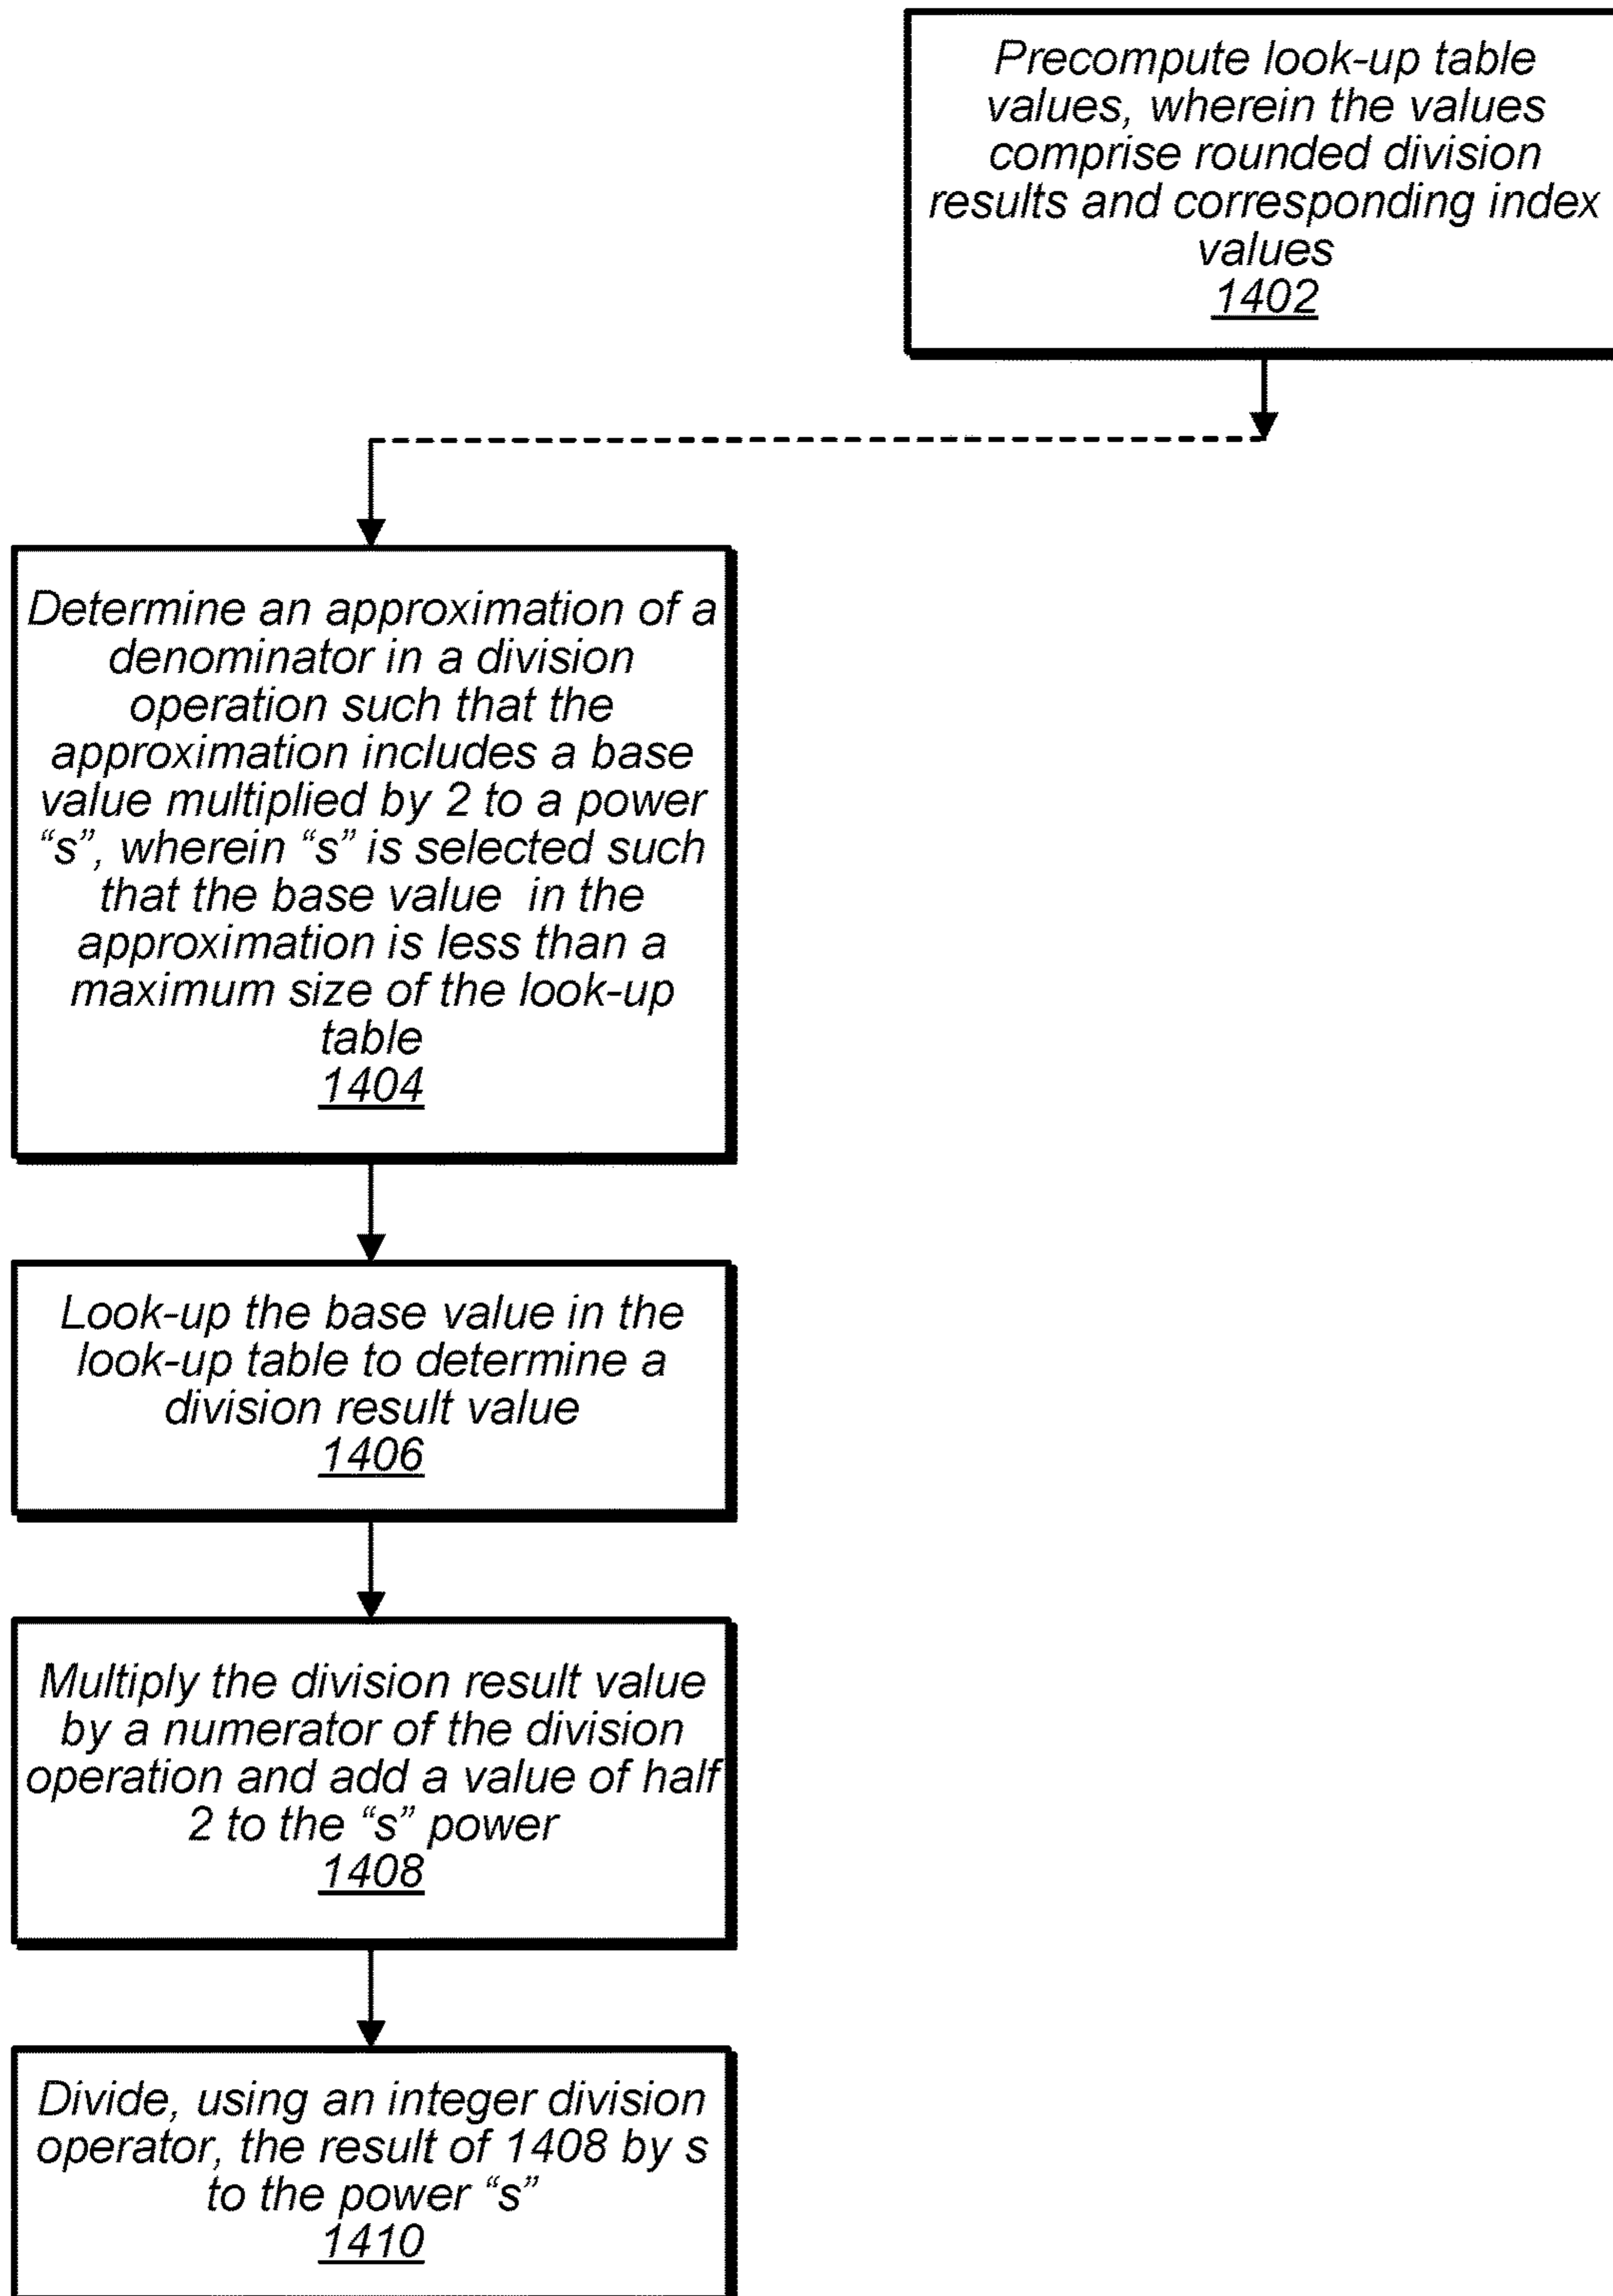 Precompute look-up table
values, wherein the values
comprise rounded division
results and corresponding index
values
1402
Determine an approximation of a
denominator in a division
operation such that the
approximation includes a base
value multiplied by 2 to a power
“s”, wherein “s” is selected such
that the base value  in the
approximation is less than a
maximum size of the look-up
table
1404
Look-up the base value in the
look-up table to determine a
division result value
1406
Multiply the division result value
by a numerator of the division
operation and add a value of half
2 to the “s” power
1408
Divide, using an integer division
operator, the result of 1408 by s
to the power “s”
1410